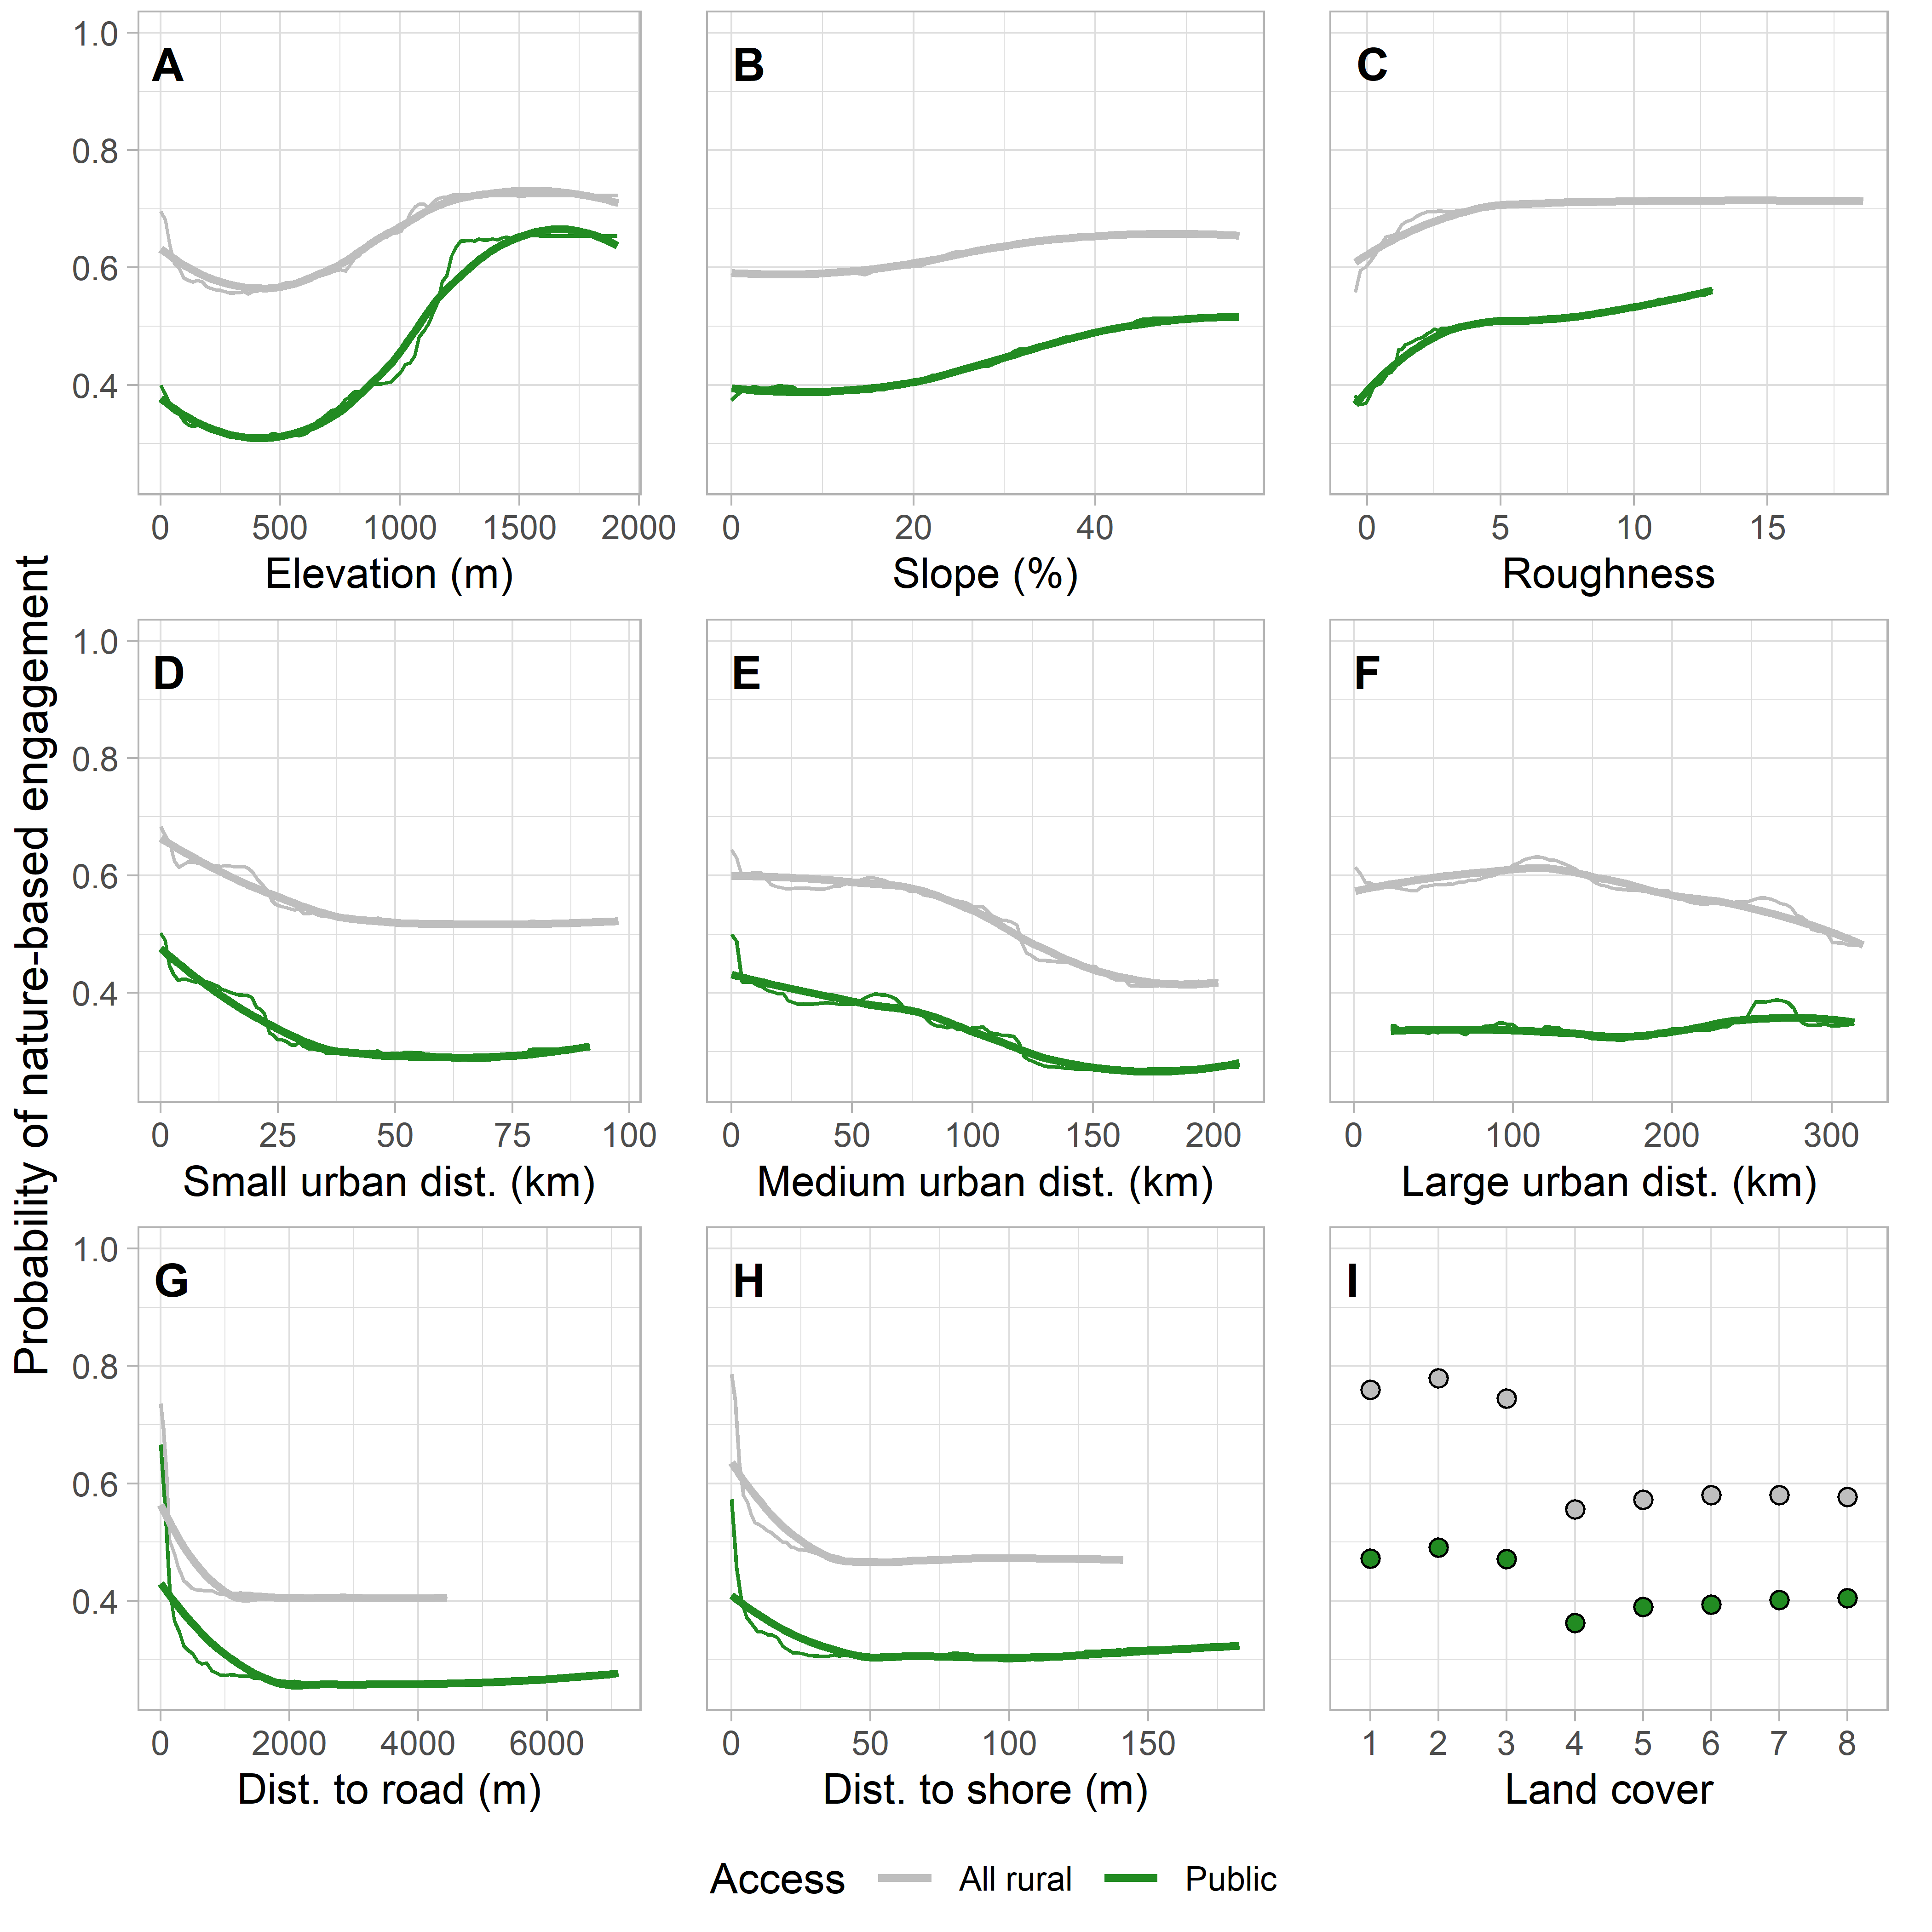 A B C
1.0
0.8
0.6
0.4
0 500 1000 1500 2000 0 20 40 0 5 10 15
Elevation (m) Slope (%) Roughness
Probability of nature-based engagement
D E F
1.0
0.8
0.6
0.4
0 25 50 75 100 0 50 100 150 200 0 100 200 300
Small urban dist. (km) Medium urban dist. (km) Large urban dist. (km)
G H I
1.0
0.8
0.6
0.4
0 2000 4000 6000 0 50 100 150 1 2 3 4 5 6 7 8
Dist. to road (m) Dist. to shore (m) Land cover
Access All rural Public